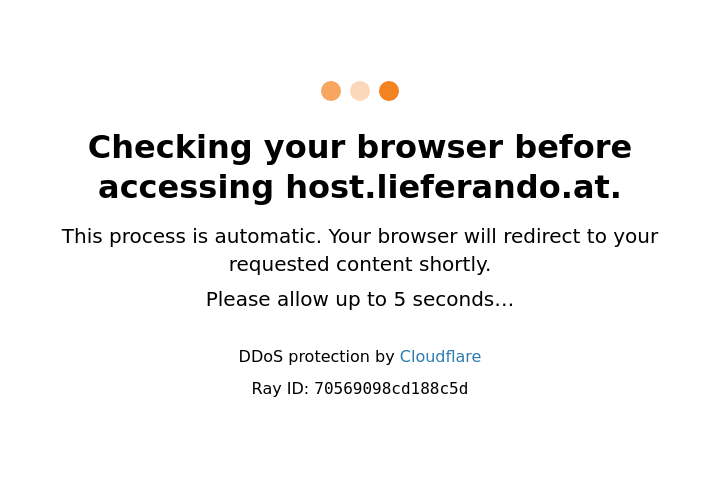 Checking your browser before
accessing host.lieferando.at.
This process is automatic. Your browser will redirect to your
requested content shortly.
Please allow up to 5 seconds…
DDoS protection by Cloudflare
Ray ID: 70569098cd188c5d